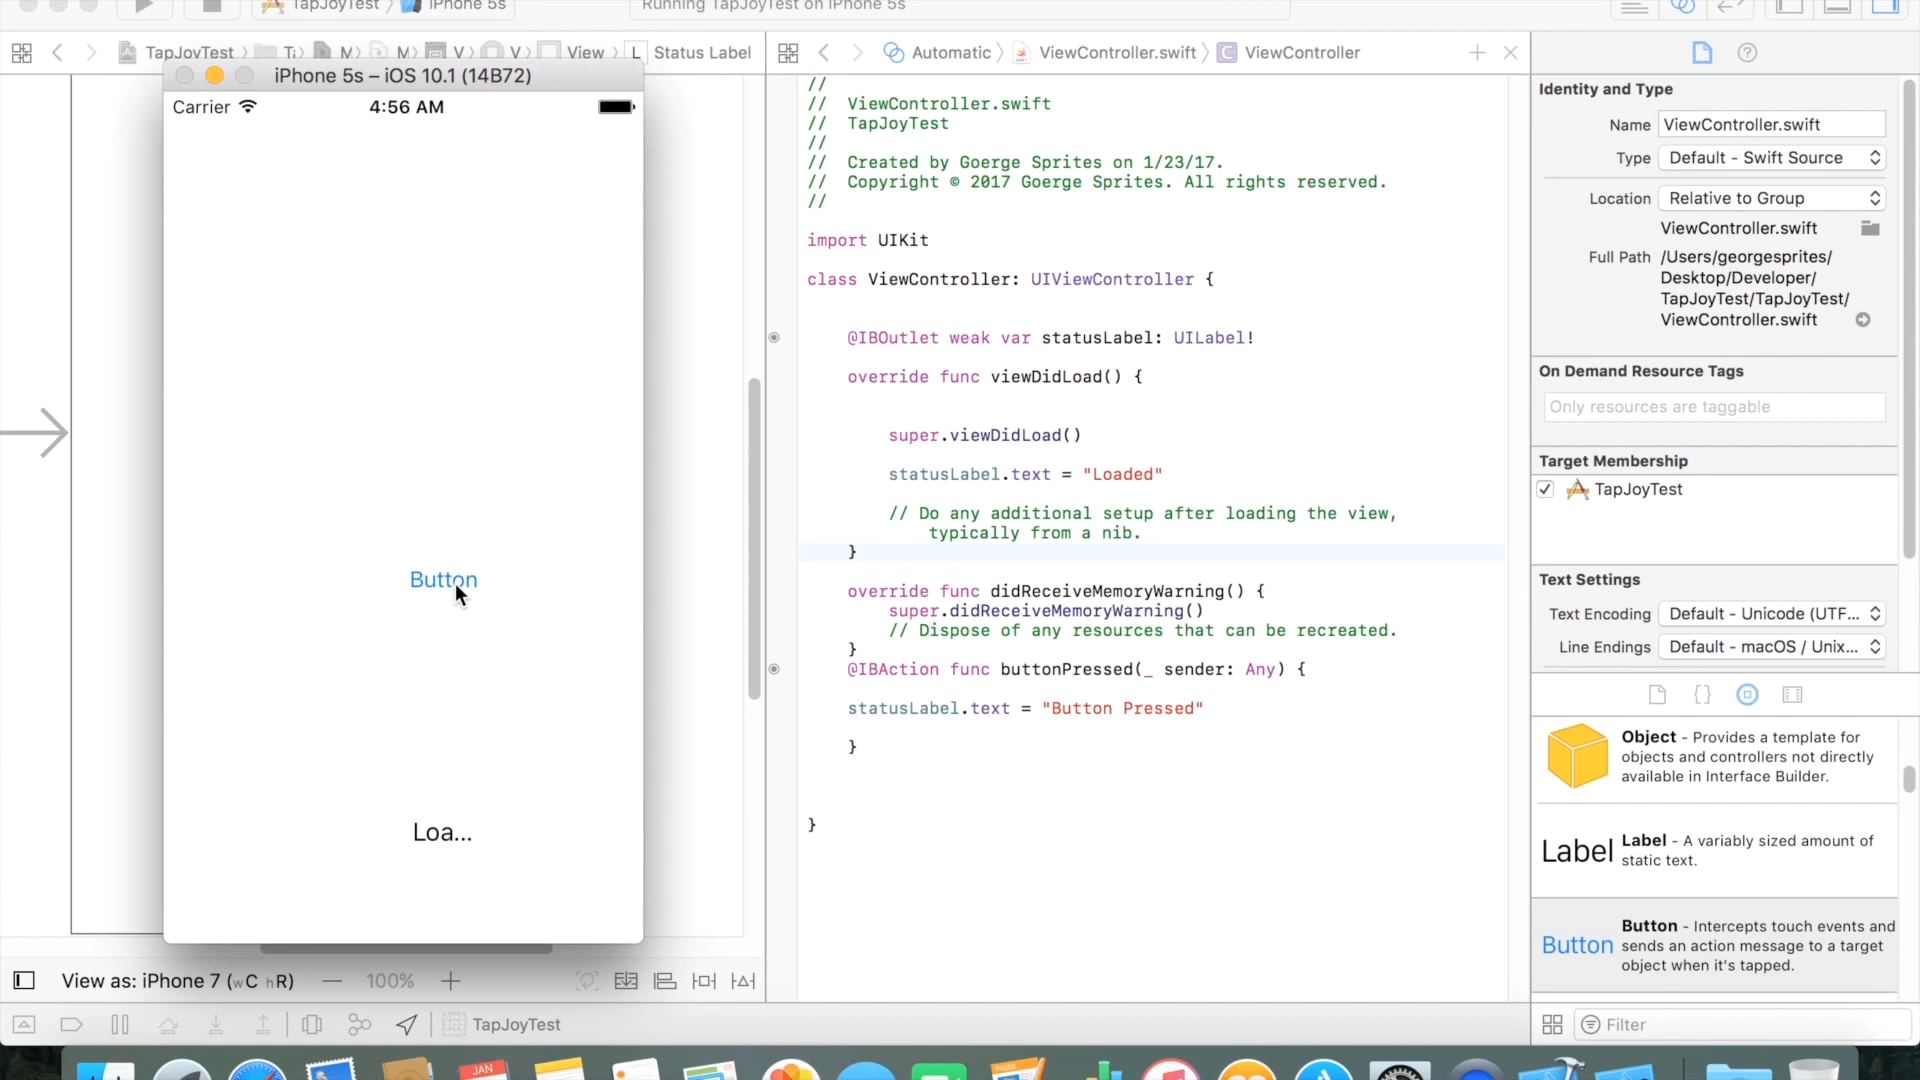 TapJoyTest
iPhone 5s
Running TapJoyTest on iPhone 5s
TapJoyTest
M
M
V
V
View
L
Status Label
Automatic
ViewController.swift
C
ViewController
iPhone 5s – iOS 10.1 (14B72)
Carrier
4:56 AM
Button
Loa...
//
// ViewController.swift
// TapJoyTest
//
// Created by Goerge Sprites on 1/23/17.
// Copyright © 2017 Goerge Sprites. All rights reserved.
//
import UIKit
class ViewController: UIViewController {
@IBOutlet weak var statusLabel: UILabel!
override func viewDidLoad() {
super.viewDidLoad()
statusLabel.text = "Loaded"
// Do any additional setup after loading the view,
typically from a nib.
}
override func didReceiveMemoryWarning() {
super.didReceiveMemoryWarning()
// Dispose of any resources that can be recreated.
}
@IBAction func buttonPressed(_ sender: Any) {
statusLabel.text = "Button Pressed"
}
}
Identity and Type
Name ViewController.swift
Type Default - Swift Source
Location Relative to Group
ViewController.swift
Full Path /Users/georgesprites/
Desktop/Developer/
TapJoyTest/TapJoyTest/
ViewController.swift
On Demand Resource Tags
Only resources are taggable
Target Membership
TapJoyTest
Text Settings
Text Encoding Default - Unicode (UTF...
Line Endings Default - macOS / Unix...
Object - Provides a template for
objects and controllers not directly
available in Interface Builder.
Label
Label - A variably sized amount of
static text.
Button
Button - Intercepts touch events and
sends an action message to a target
object when it's tapped.
Filter
View as: iPhone 7 (wC hR)
100%
TapJoyTest
JAN
PAGES